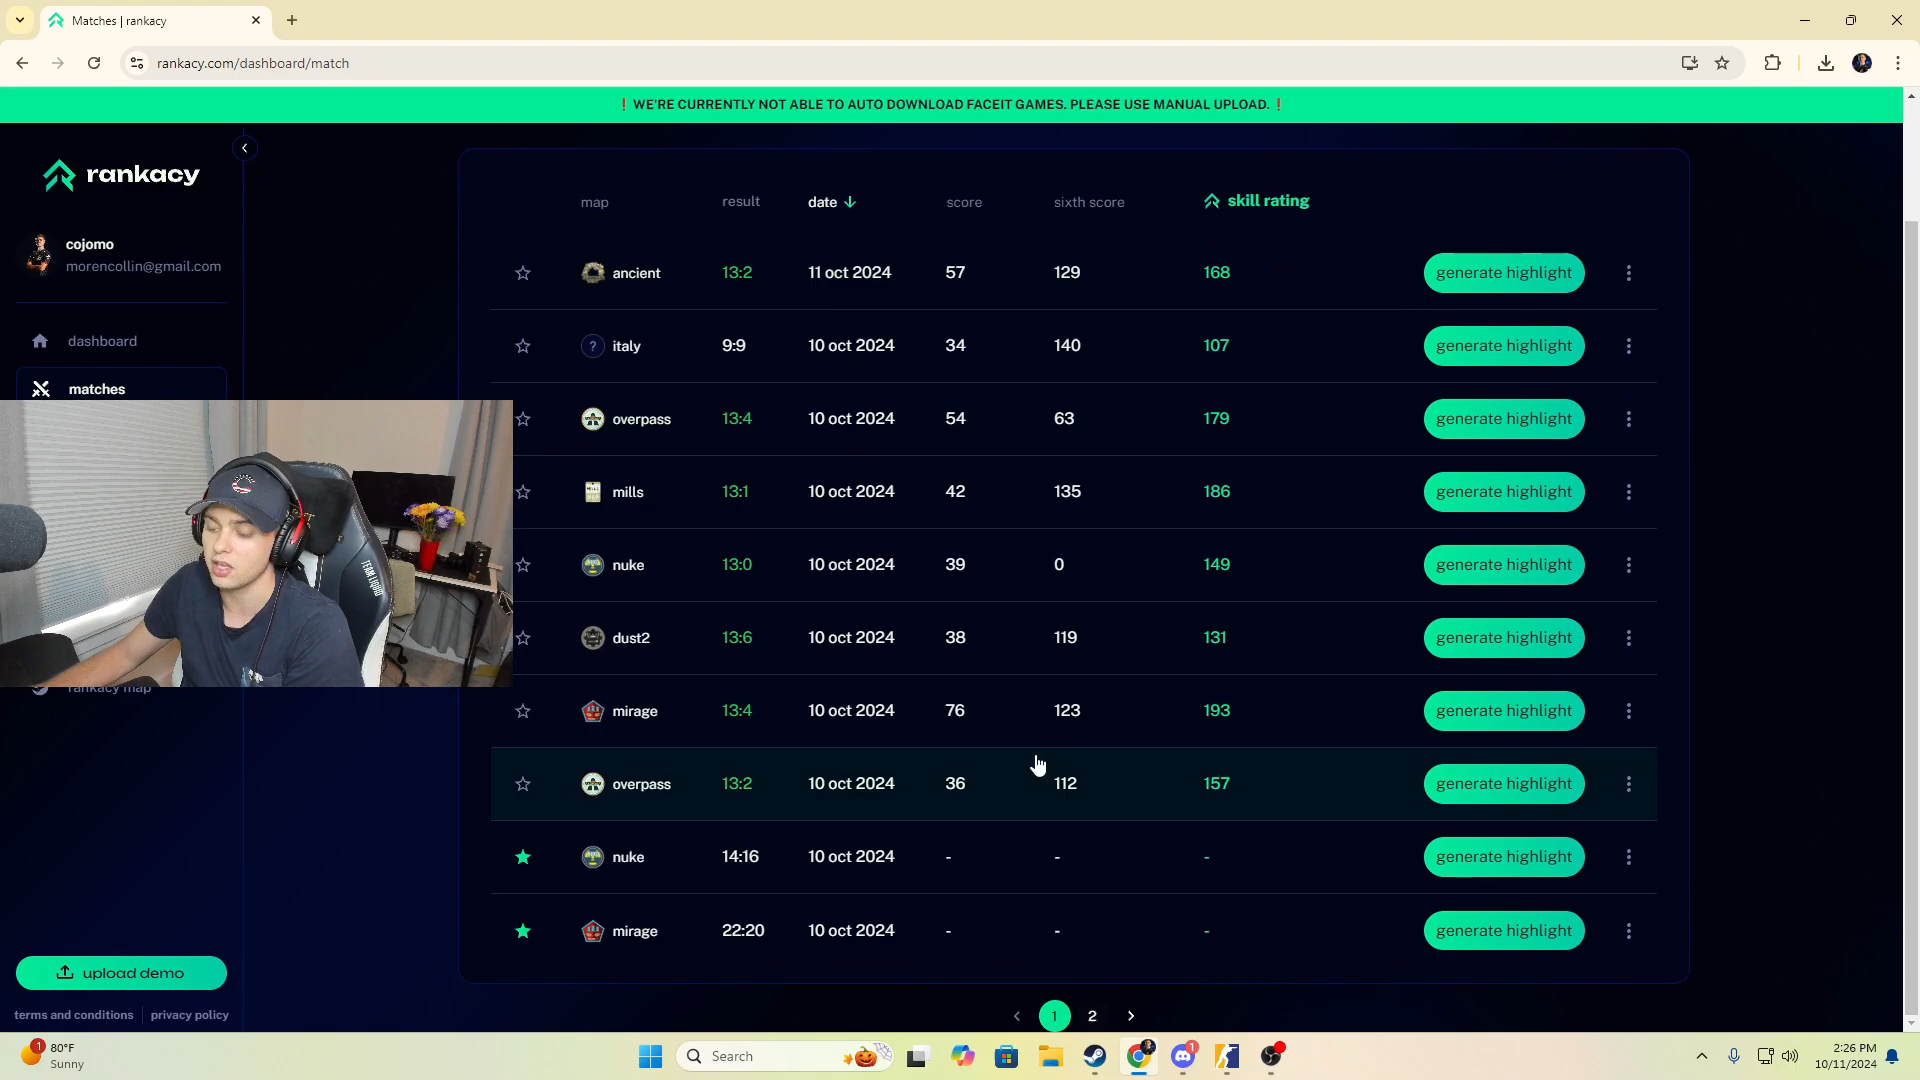 Matches | rankacy
rankacy.com/dashboard/match
❗WE'RE CURRENTLY NOT ABLE TO AUTO DOWNLOAD FACEIT GAMES. PLEASE USE MANUAL UPLOAD.❗
rankacy
cojomo
morencollin@gmail.com
dashboard
matches
rankacy map
upload demo
terms and conditions privacy policy
map result date score sixth score skill rating
ancient 13:2 11 oct 2024 57 129 168 generate highlight
? italy 9:9 10 oct 2024 34 140 107 generate highlight
overpass 13:4 10 oct 2024 54 63 179 generate highlight
mills 13:1 10 oct 2024 42 135 186 generate highlight
nuke 13:0 10 oct 2024 39 0 149 generate highlight
dust2 13:6 10 oct 2024 38 119 131 generate highlight
mirage 13:4 10 oct 2024 76 123 193 generate highlight
overpass 13:2 10 oct 2024 36 112 157 generate highlight
nuke 14:16 10 oct 2024 - - - generate highlight
mirage 22:20 10 oct 2024 - - - generate highlight
1 2
TEAM LIQUID
1
80°F
Sunny
Search
1
2:26 PM
10/11/2024